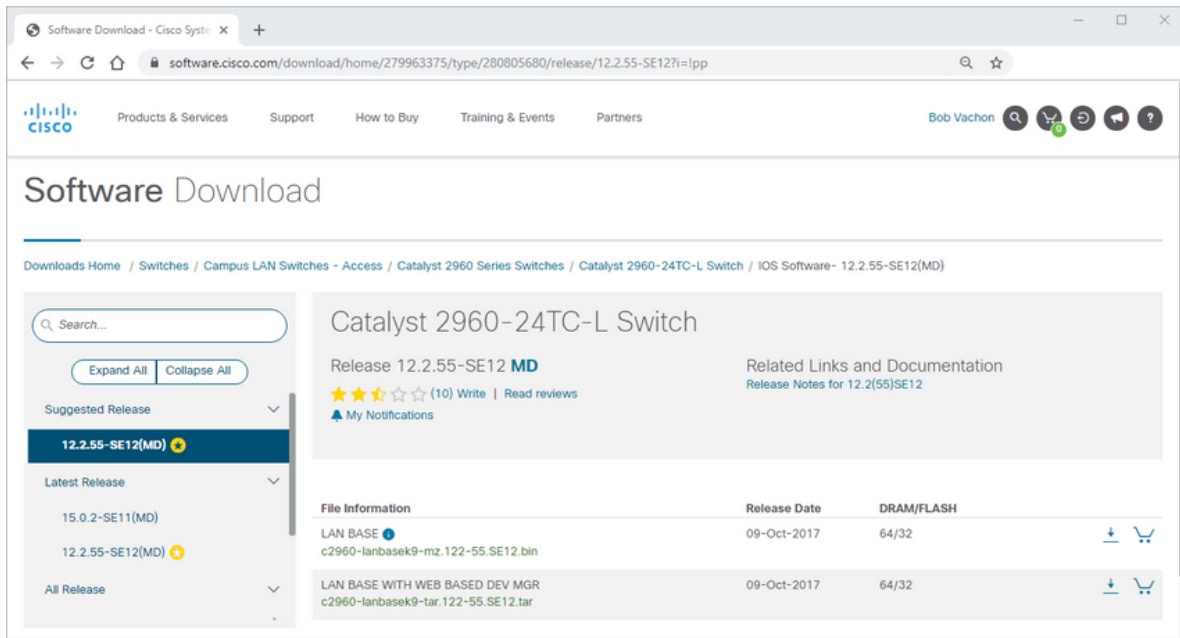 Software Download - Cisco Syste
software.cisco.com/download/home/279963375/type/280805680/release/12.2.55-SE12?i=!pp
CISCO
Products & Services Support How to Buy Training & Events Partners Bob Vachon 0 ?
Software Download
Downloads Home / Switches / Campus LAN Switches - Access / Catalyst 2960 Series Switches / Catalyst 2960-24TC-L Switch / IOS Software- 12.2.55-SE12(MD)
Search...
Expand All Collapse All
Suggested Release
12.2.55-SE12(MD)
Latest Release
15.0.2-SE11(MD)
12.2.55-SE12(MD)
All Release
Catalyst 2960-24TC-L Switch
Release 12.2.55-SE12 MD
(10) Write | Read reviews
My Notifications
Related Links and Documentation
Release Notes for 12.2(55)SE12
File Information Release Date DRAM/FLASH
LAN BASE 09-Oct-2017 64/32
c2960-lanbasek9-mz.122-55.SE12.bin
LAN BASE WITH WEB BASED DEV MGR 09-Oct-2017 64/32
c2960-lanbasek9-tar.122-55.SE12.tar